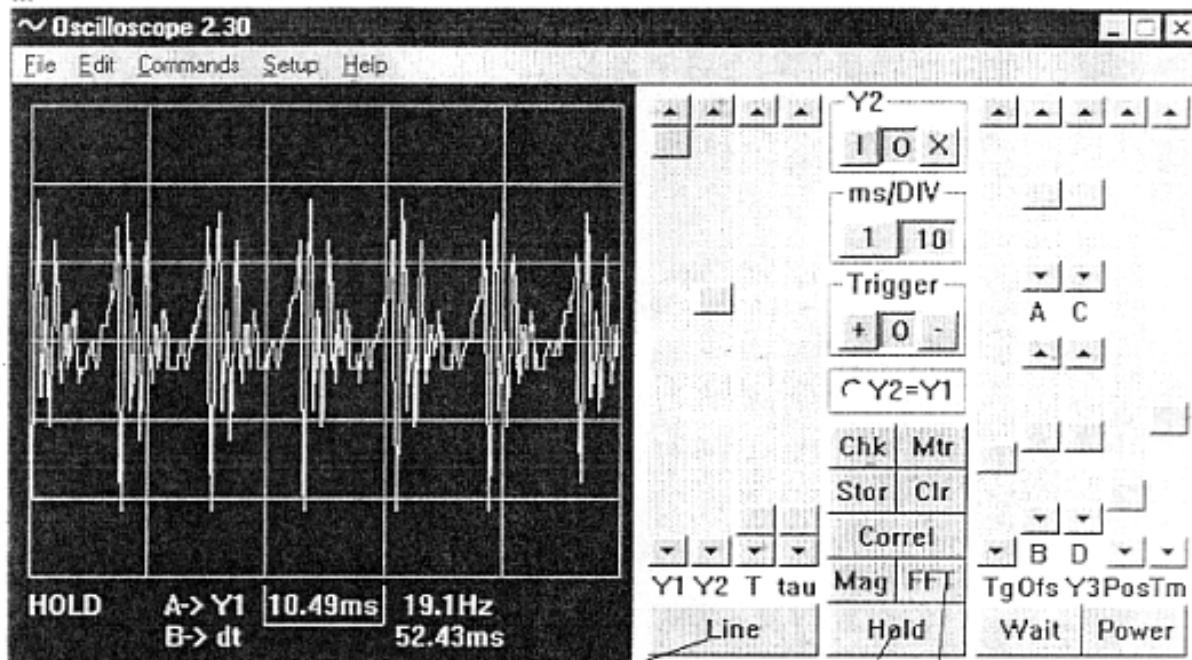 Oscilloscope 2.30
File Edit Commands Setup Help
Y2
I O X
ms/DIV
1 10
Trigger
+ O -
Y2=Y1
A C
Chk Mtr
Stor Clr
Correl
Mag FFT
B D
Y1 Y2 T tau
Tg Ofs Y3 Pos Tm
HOLD A-> Y1 10.49ms 19.1Hz
B-> dt 52.43ms
Line Hold Wait Power